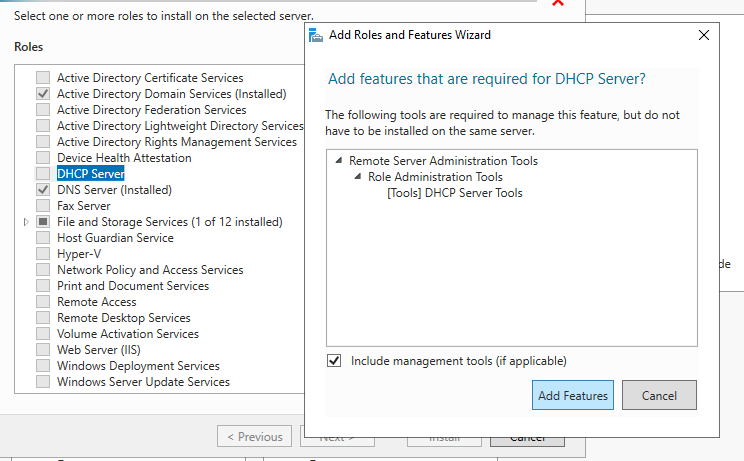 Select one or more roles to install on the selected server.
Roles
Active Directory Certificate Services
Active Directory Domain Services (Installed)
Active Directory Federation Services
Active Directory Lightweight Directory Services
Active Directory Rights Management Services
Device Health Attestation
DHCP Server
DNS Server (Installed)
Fax Server
File and Storage Services (1 of 12 installed)
Host Guardian Service
Hyper-V
Network Policy and Access Services
Print and Document Services
Remote Access
Remote Desktop Services
Volume Activation Services
Web Server (IIS)
Windows Deployment Services
Windows Server Update Services
< Previous
Next >
Install
Cancel
Add Roles and Features Wizard
Add features that are required for DHCP Server?
The following tools are required to manage this feature, but do not
have to be installed on the same server.
Remote Server Administration Tools
Role Administration Tools
[Tools] DHCP Server Tools
Include management tools (if applicable)
Add Features
Cancel
de